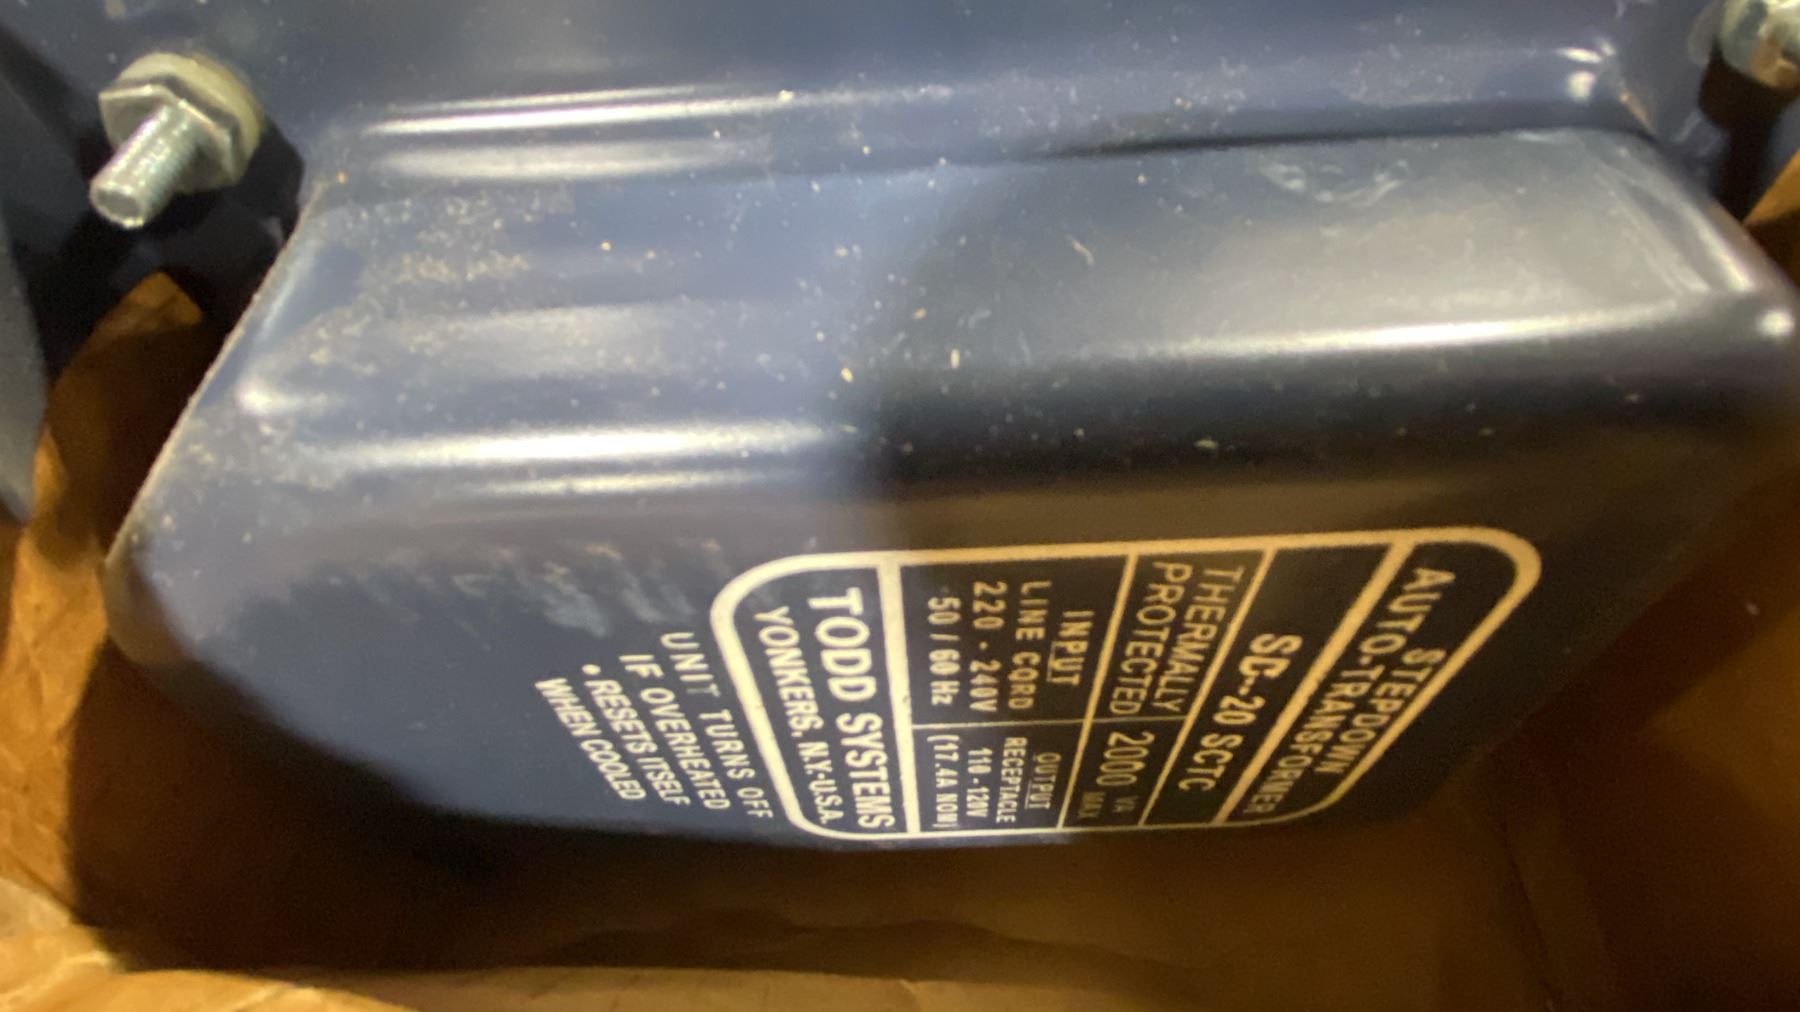 STEPDOWN
AUTO-TRANSFORMER
SC-20 SCTC
THERMALLY
PROTECTED
2000 VA
MAX
INPUT
LINE CORD
220-240V
50/60 Hz
OUTPUT
RECEPTACLE
110-120V
(17.4A NOM)
TODD SYSTEMS
YONKERS, N.Y.-U.S.A.
UNIT TURNS OFF
IF OVERHEATED
• RESETS ITSELF
WHEN COOLED